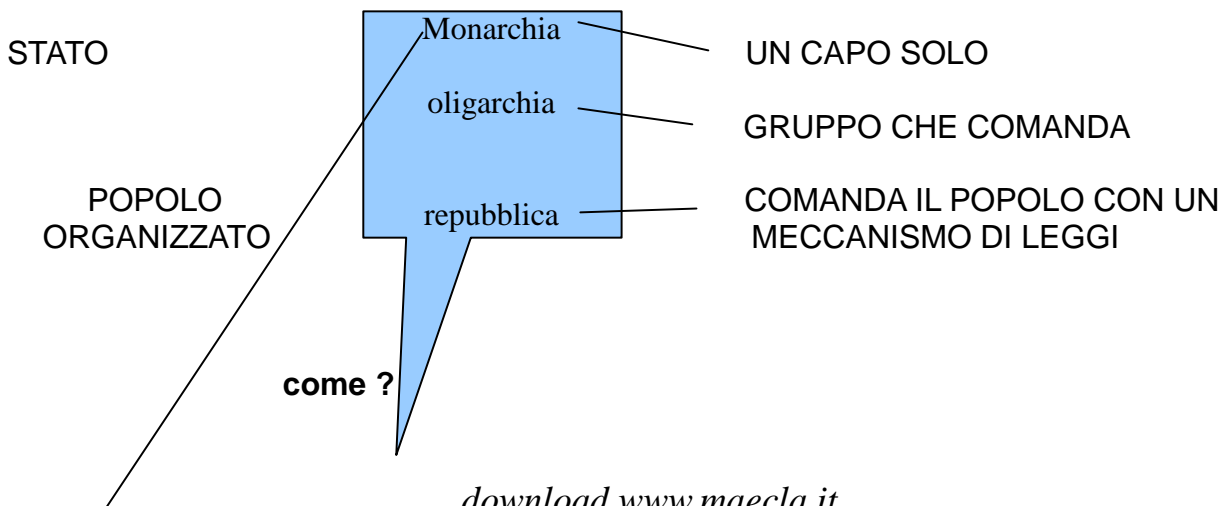 STATO
Monarchia
UN CAPO SOLO
oligarchia
GRUPPO CHE COMANDA
POPOLO
ORGANIZZATO
repubblica
COMANDA IL POPOLO CON UN
MECCANISMO DI LEGGI
come ?
download www.maecla.it